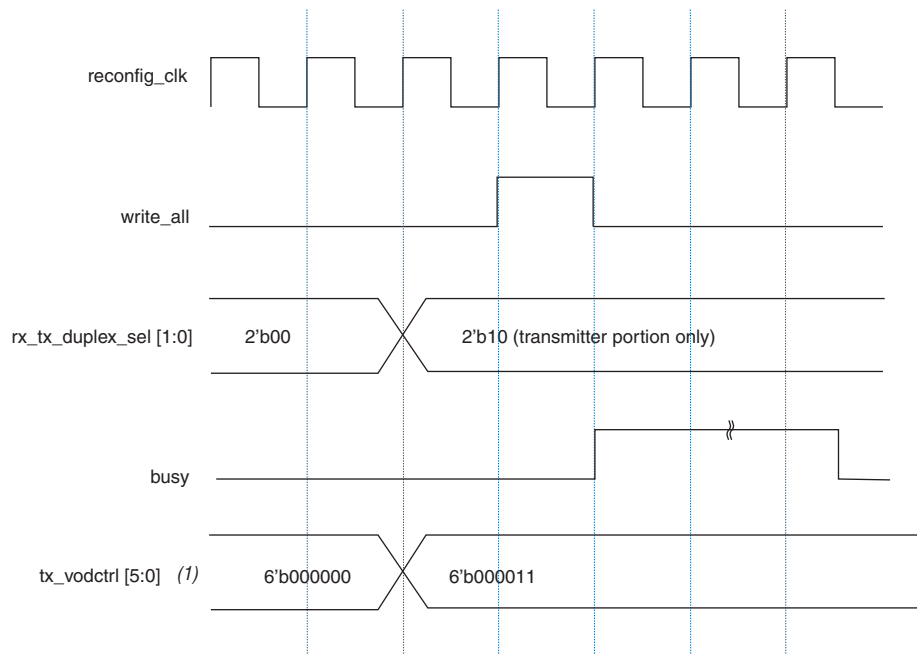 reconfig_clk
write_all
rx_tx_duplex_sel [1:0]
2'b00
2'b10 (transmitter portion only)
busy
tx_vodctrl [5:0] (1)
6'b000000
6'b000011